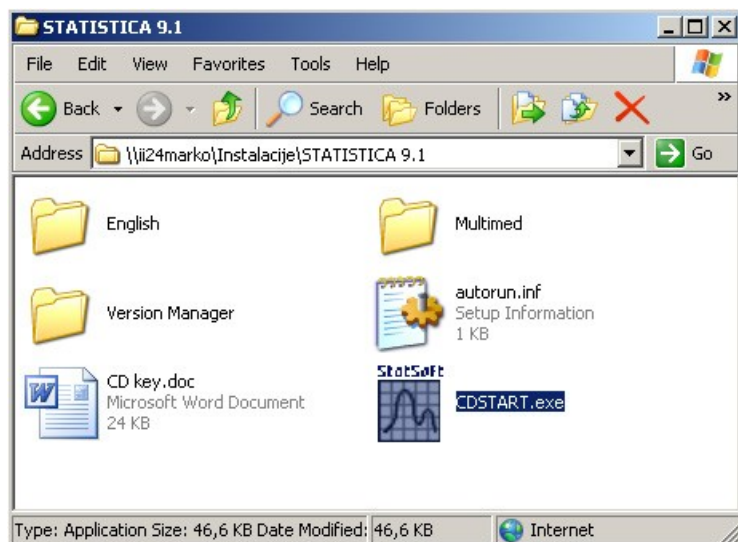 STATISTICA 9.1
File Edit View Favorites Tools Help
Back Search Folders »
Address \\ii24marko\Instalacije\STATISTICA 9.1 Go
English
Multimed
Version Manager
autorun.inf
Setup Information
1 KB
CD key.doc
Microsoft Word Document
24 KB
StatSoft
CDSTART.exe
Type: Application Size: 46,6 KB Date Modified: 46,6 KB Internet